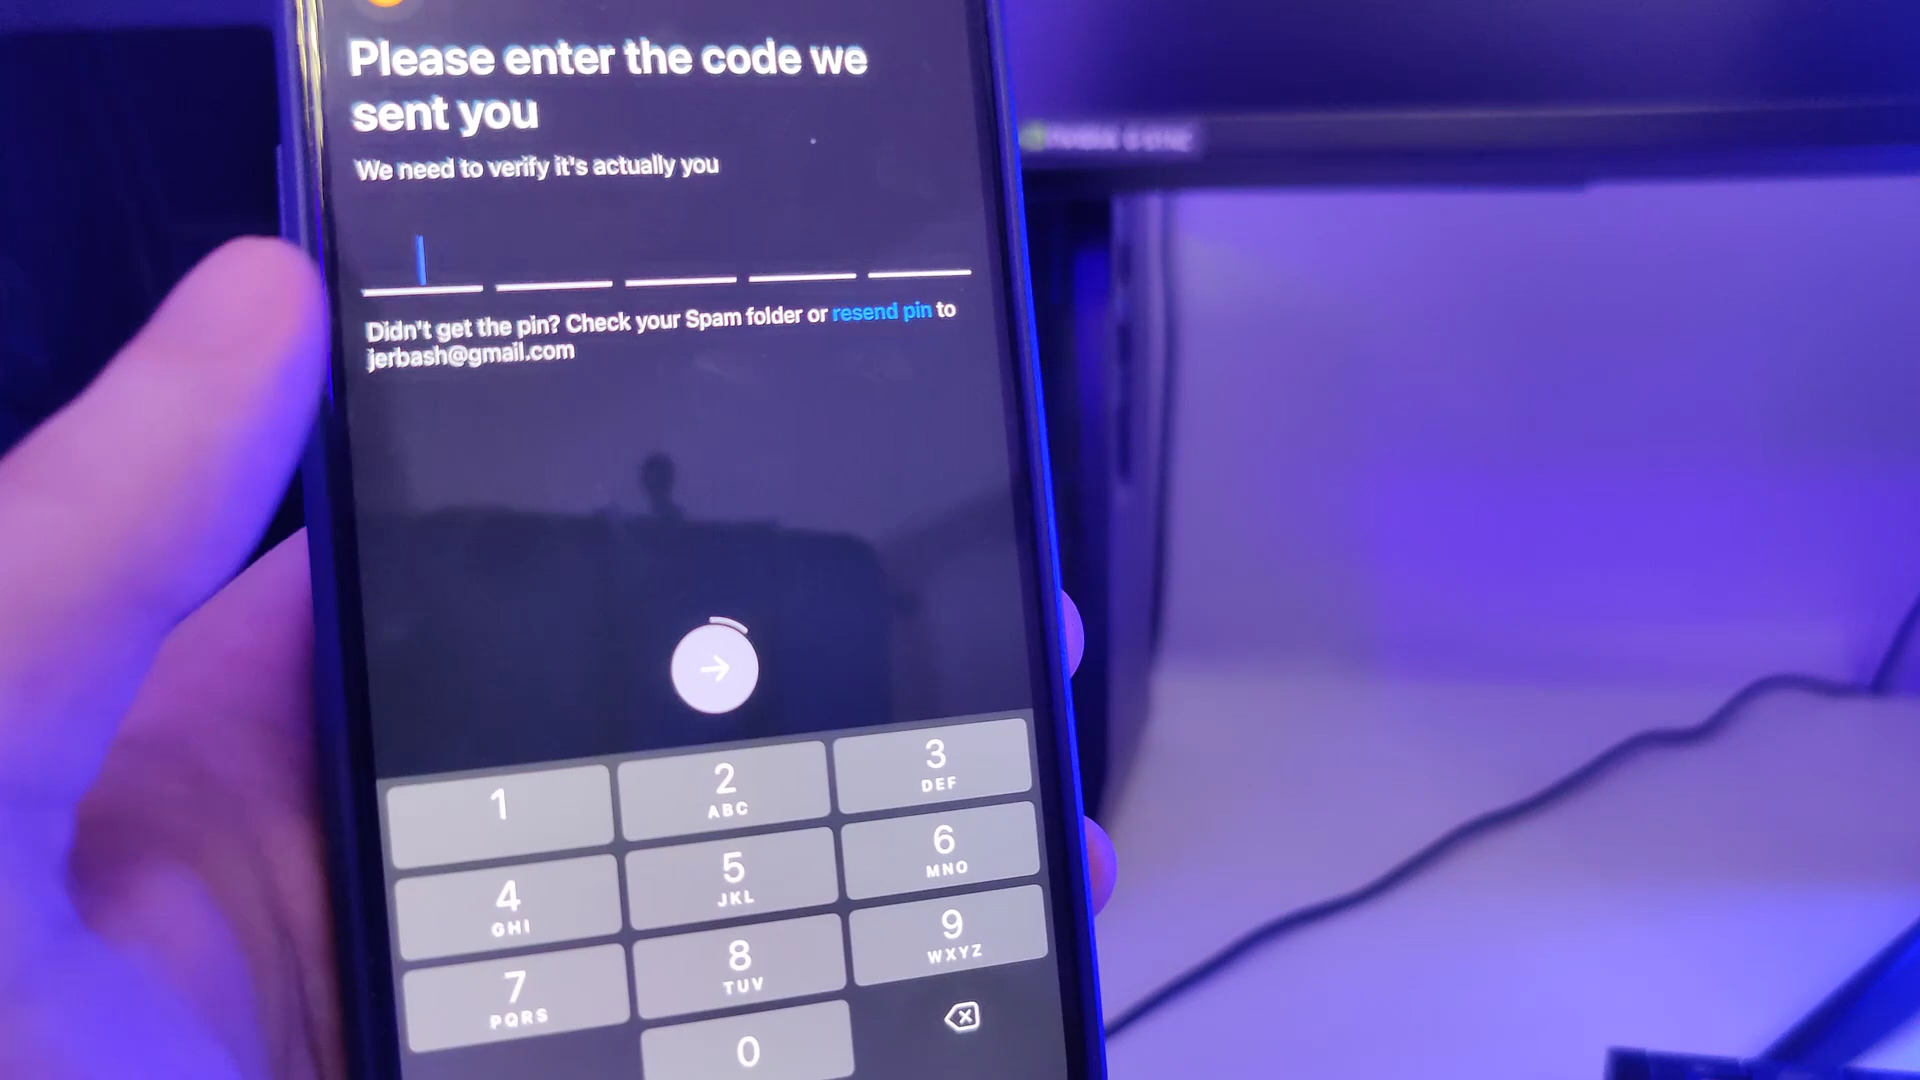 Please enter the code we
sent you
We need to verify it's actually you
Didn't get the pin? Check your Spam folder or resend pin to
jerbash@gmail.com
1
2
ABC
3
DEF
4
GHI
5
JKL
6
MNO
7
PQRS
8
TUV
9
WXYZ
0